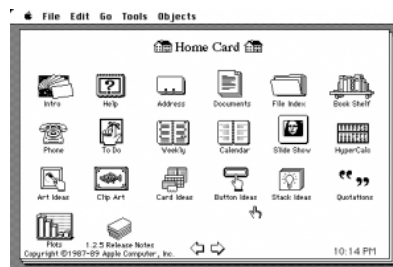 File Edit Go Tools Objects
Home Card
Intro Help Address Documents File Index Book Shelf
Phone To Do Weekly Calendar Slide Show HyperCalc
Art Ideas Clip Art Card Ideas Button Ideas Stack Ideas Quotations
Plots 1.2.5 Release Notes
Copyright ©1987-89 Apple Computer, Inc. 10:14 PM